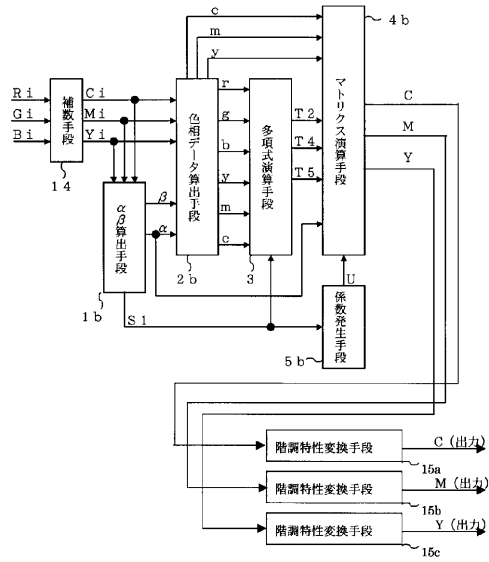 c
4b
m
y
Ri
Gi
Bi
補数手段
14
Ci
Mi
Yi
色相データ算出手段
2b
r
g
b
y
m
c
多項式演算手段
3
T2
T4
T5
マトリクス演算手段
C
M
Y
αβ算出手段
1b
β
α
S1
U
係数発生手段
5b
階調特性変換手段
15a
C(出力)
階調特性変換手段
15b
M(出力)
階調特性変換手段
15c
Y(出力)